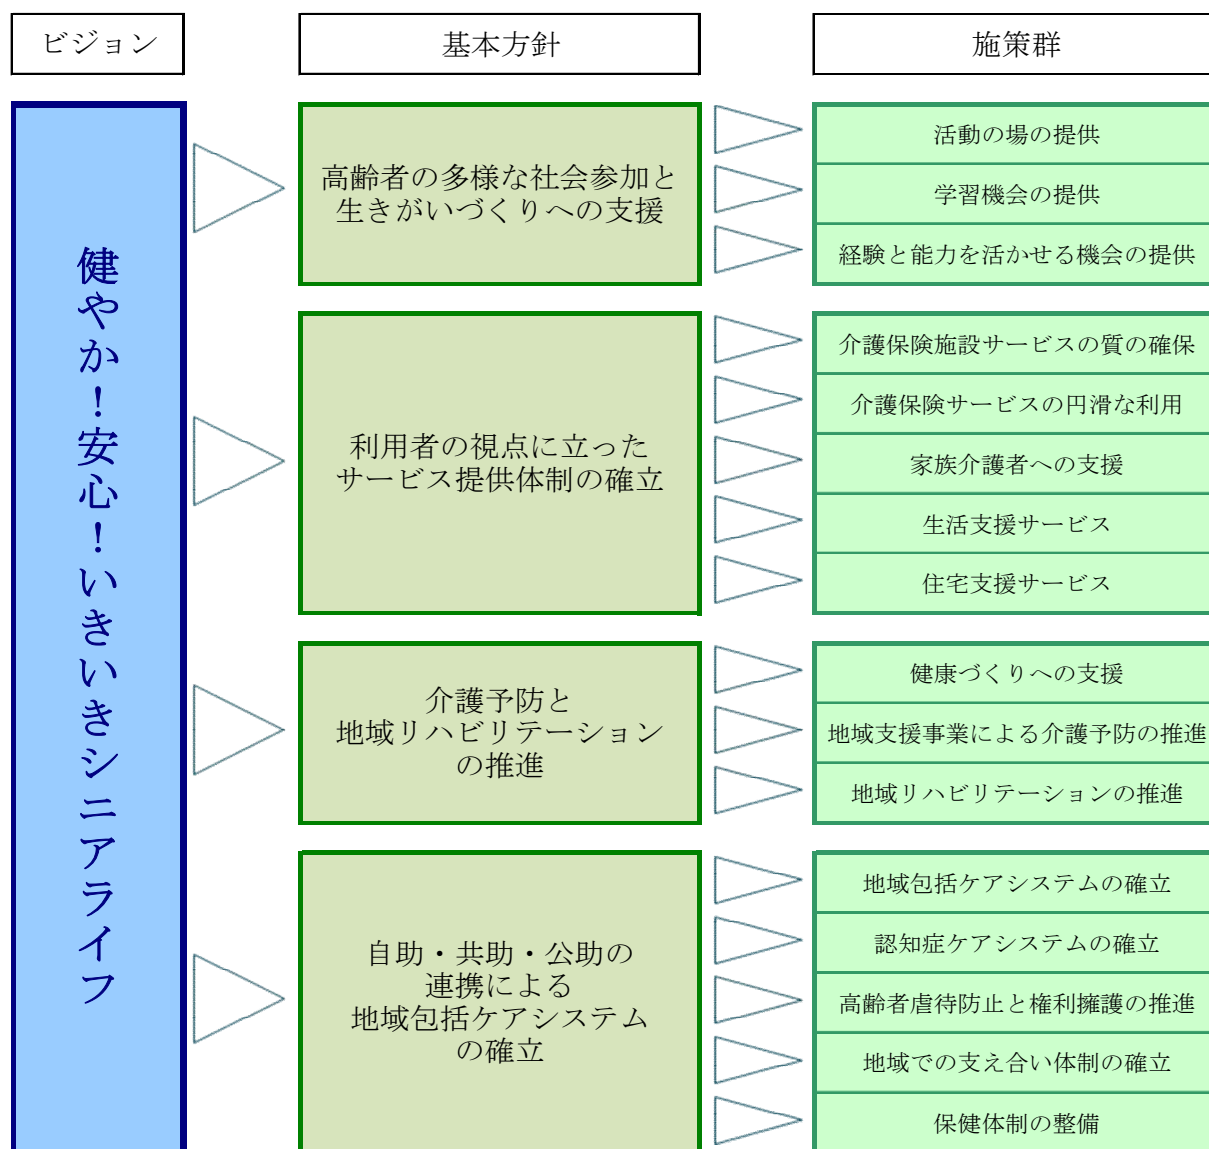 ビジョン
基本方針
施策群
健やか！安心！いきいきシニアライフ
高齢者の多様な社会参加と
生きがいづくりへの支援
活動の場の提供
学習機会の提供
経験と能力を活かせる機会の提供
利用者の視点に立った
サービス提供体制の確立
介護保険施設サービスの質の確保
介護保険サービスの円滑な利用
家族介護者への支援
生活支援サービス
住宅支援サービス
介護予防と
地域リハビリテーション
の推進
健康づくりへの支援
地域支援事業による介護予防の推進
地域リハビリテーションの推進
自助・共助・公助の
連携による
地域包括ケアシステム
の確立
地域包括ケアシステムの確立
認知症ケアシステムの確立
高齢者虐待防止と権利擁護の推進
地域での支え合い体制の確立
保健体制の整備